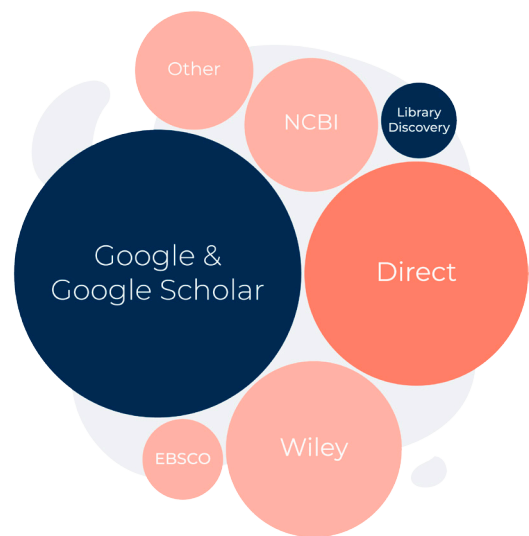 Other
NCBI
Library
Discovery
Google &
Google Scholar
Direct
Wiley
EBSCO